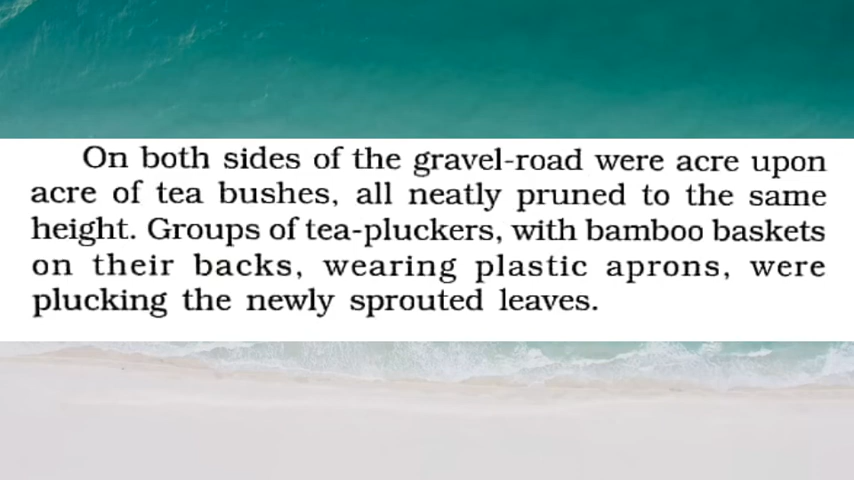 On both sides of the gravel-road were acre upon
acre of tea bushes, all neatly pruned to the same
height. Groups of tea-pluckers, with bamboo baskets
on their backs, wearing plastic aprons, were
plucking the newly sprouted leaves.